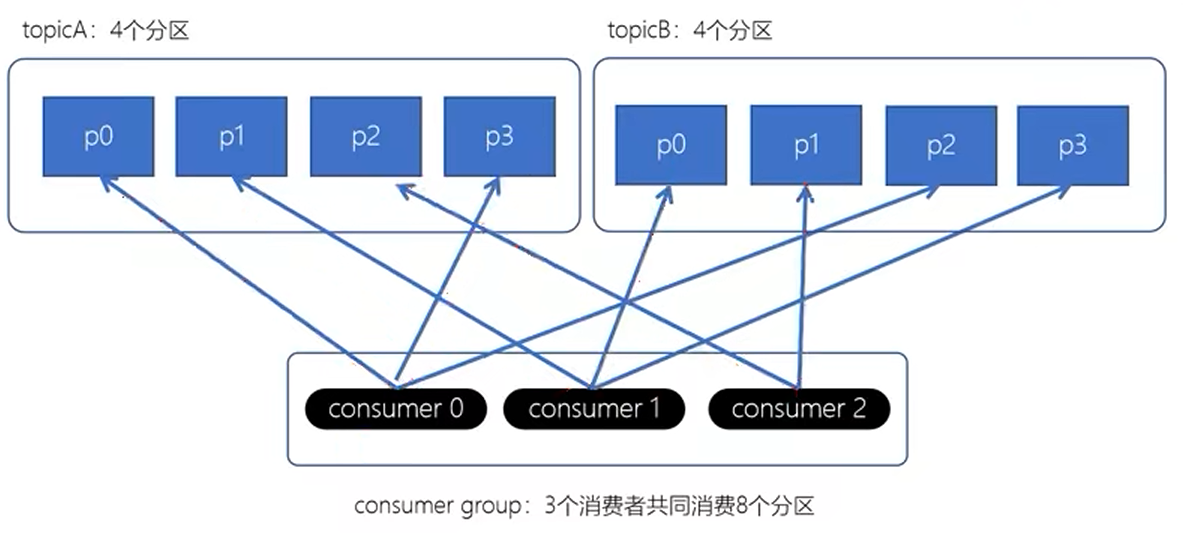 topicA：4个分区
topicB：4个分区
p0
p1
p2
p3
p0
p1
p2
p3
consumer 0
consumer 1
consumer 2
consumer group：3个消费者共同消费8个分区